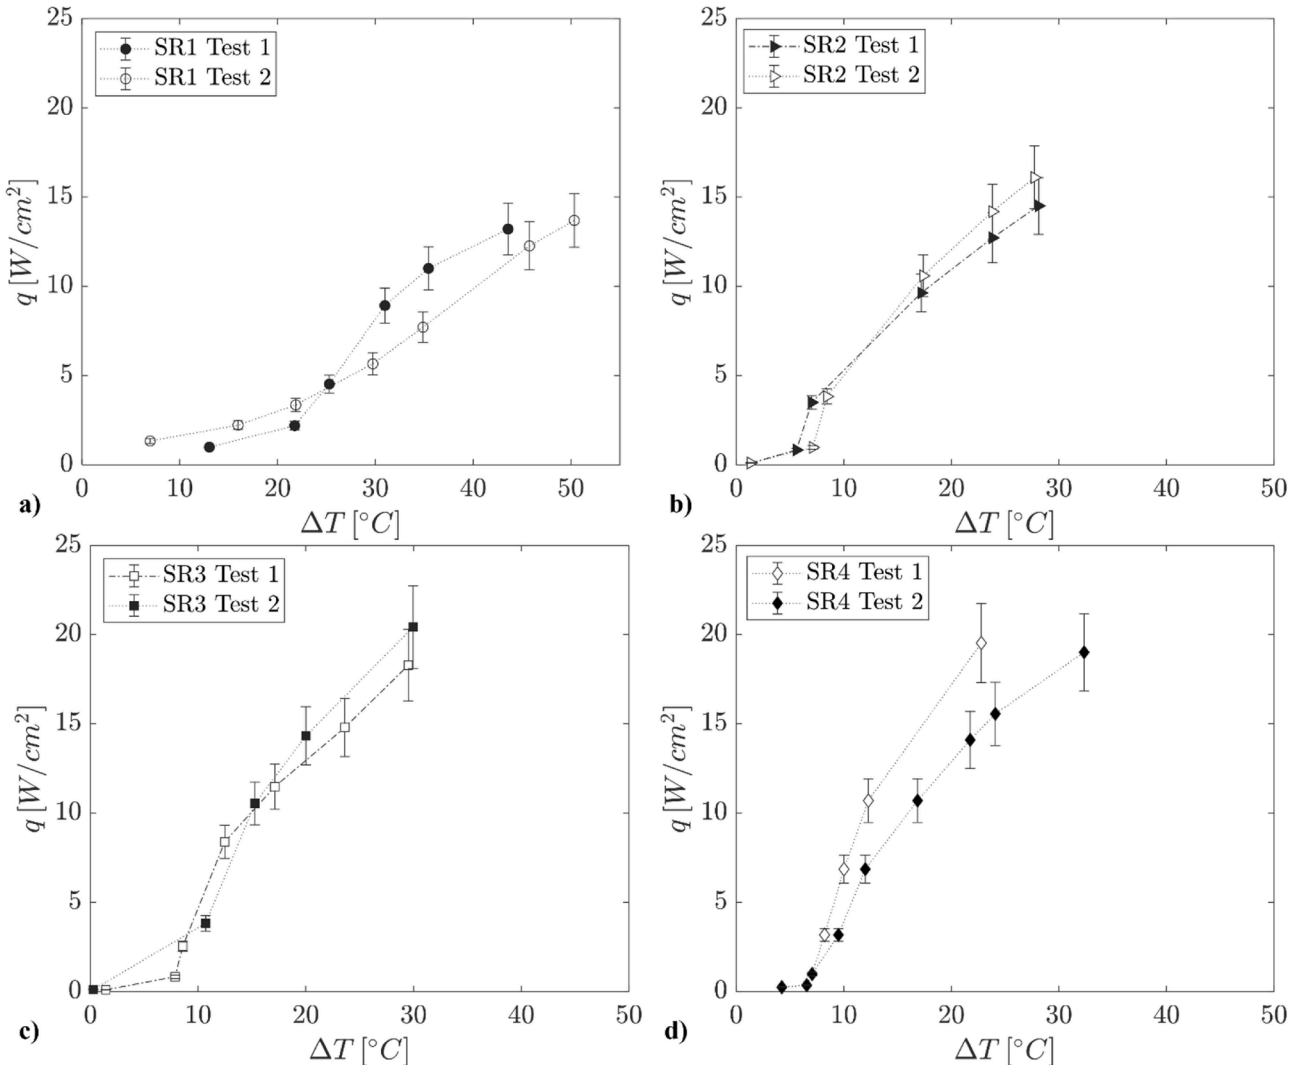 25
20
15
10
5
0
q [W/cm²]
SR1 Test 1
SR1 Test 2
0 10 20 30 40 50
ΔT [°C]
a)
25
20
15
10
5
0
q [W/cm²]
SR2 Test 1
SR2 Test 2
0 10 20 30 40 50
ΔT [°C]
b)
25
20
15
10
5
0
q [W/cm²]
SR3 Test 1
SR3 Test 2
0 10 20 30 40 50
ΔT [°C]
c)
25
20
15
10
5
0
q [W/cm²]
SR4 Test 1
SR4 Test 2
0 10 20 30 40 50
ΔT [°C]
d)